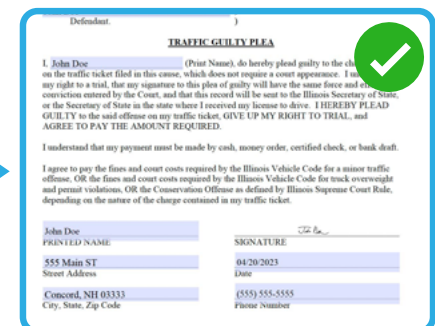 Defendant. )
TRAFFIC GUILTY PLEA
I, John Doe (Print Name), do hereby plead guilty to the
on the traffic ticket filed in this cause, which does not require a court appearance. I
my right to a trial, that my signature to this plea of guilty will have the same force and
conviction entered by the Court, and that this record will be sent to the Illinois Secretary of State,
or the Secretary of State in the state where I received my license to drive. I HEREBY PLEAD
GUILTY to the said offense on my traffic ticket, GIVE UP MY RIGHT TO TRIAL, and
AGREE TO PAY THE AMOUNT REQUIRED.
I understand that my payment must be made by cash, money order, certified check, or bank draft.
I agree to pay the fines and court costs required by the Illinois Vehicle Code for a minor traffic
offense, OR the fines and court costs required by the Illinois Vehicle Code for truck overweight
and permit violations, OR the Conservation Offense as defined by Illinois Supreme Court Rule,
depending on the nature of the charge contained in my traffic ticket.
John Doe
PRINTED NAME SIGNATURE
555 Main ST 04/20/2023
Street Address Date
Concord, NH 03333 (555) 555-5555
City, State, Zip Code Phone Number